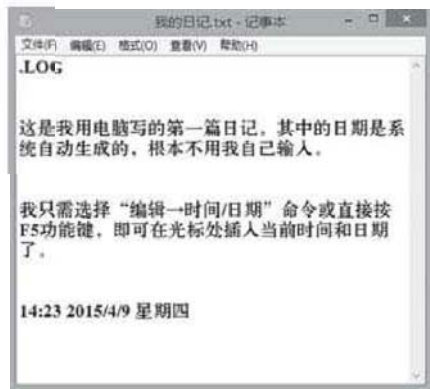 我的日记.txt - 记事本
文件(F) 编辑(E) 格式(O) 查看(V) 帮助(H)
.LOG
这是我用电脑写的第一篇日记，其中的日期是系
统自动生成的，根本不用我自己输入。
我只需选择“编辑→时间/日期”命令或直接按
F5功能键，即可在光标处插入当前时间和日期
了。
14:23 2015/4/9 星期四